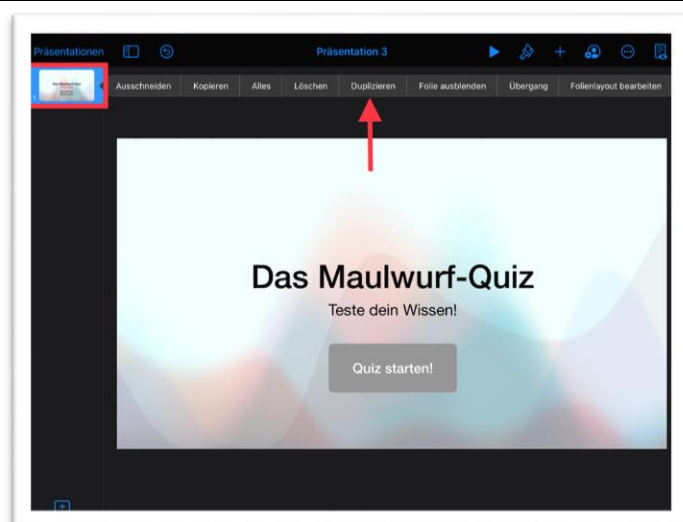 Präsentationen Präsentation 3
Ausschneiden Kopieren Alles Löschen Duplizieren Folie ausblenden Übergang Folienlayout bearbeiten
1
Das Maulwurf-Quiz
Teste dein Wissen!
Quiz starten!